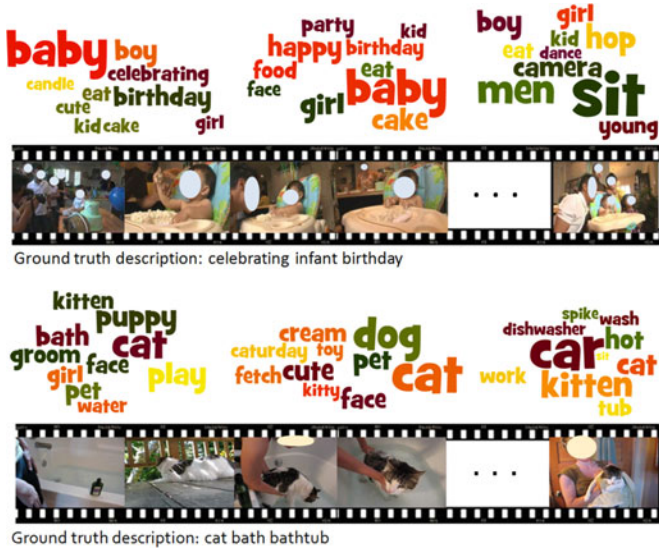 baby boy
candle celebrating
eat birthday
cute
kid cake girl
party kid
happy birthday
food eat
face girl baby
cake
boy girl
kid hop
eat dance
camera
men sit
young
. . .
Ground truth description: celebrating infant birthday
kitten
puppy
bath cat
groom face
girl play
pet
water
cream dog
caturday toy pet
fetch cute cat
kitty face
spike wash
dishwasher hot
car sit cat
work kitten
tub
. . .
Ground truth description: cat bath bathtub